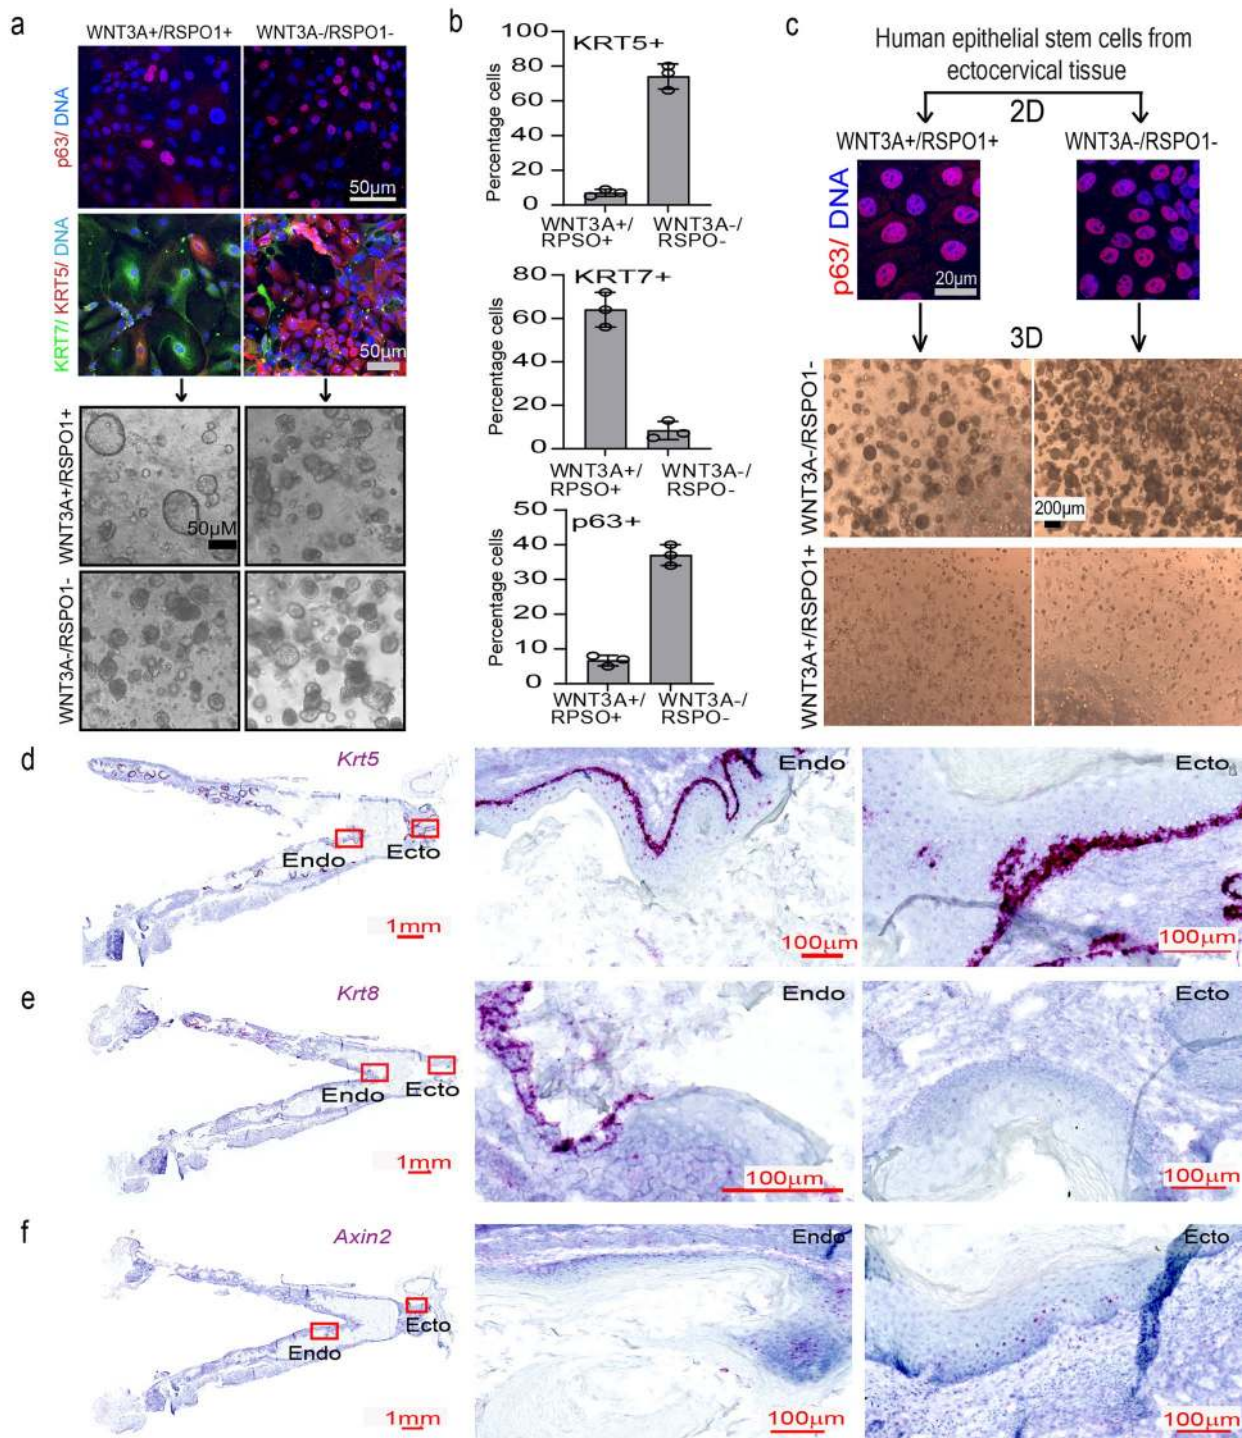 a
WNT3A+/RSPO1+
WNT3A-/RSPO1-
p63/ DNA
50µm
KRT7/ KRT5/ DNA
50µm
WNT3A+/RSPO1+
50µM
WNT3A-/RSPO1-
b
KRT5+
Percentage cells
100
80
60
40
20
0
WNT3A+/
RPSO+
WNT3A-/
RSPO-
KRT7+
Percentage cells
80
60
40
20
0
WNT3A+/
RPSO+
WNT3A-/
RSPO-
p63+
Percentage cells
50
40
30
20
10
0
WNT3A+/
RPSO+
WNT3A-/
RSPO-
c
Human epithelial stem cells from
ectocervical tissue
2D
WNT3A+/RSPO1+
WNT3A-/RSPO1-
p63/ DNA
20µm
3D
WNT3A-/RSPO1-
200µm
WNT3A+/RSPO1+
d
Krt5
Endo
Ecto
1mm
Endo
100µm
Ecto
100µm
e
Krt8
Endo
Ecto
1mm
Endo
100µm
Ecto
100µm
f
Axin2
Endo
Ecto
1mm
Endo
100µm
Ecto
100µm